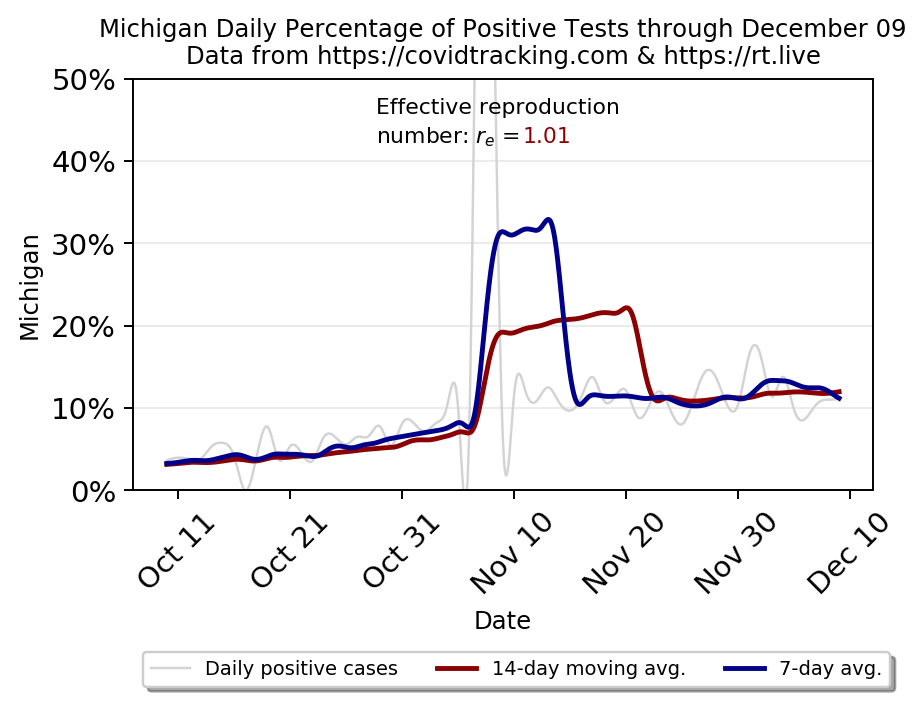 Michigan Daily Percentage of Positive Tests through December 09
Data from https://covidtracking.com & https://rt.live
50%
40%
30%
20%
10%
0%
Michigan
Effective reproduction
number: rₑ =1.01
Oct 11
Oct 21
Oct 31
Nov 10
Nov 20
Nov 30
Dec 10
Date
Daily positive cases
14-day moving avg.
7-day avg.